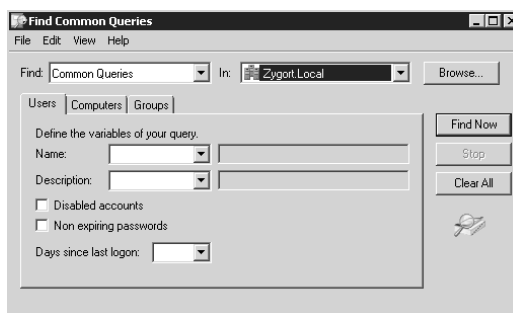 Find Common Queries
File Edit View Help
Find: Common Queries In: Zygort.Local Browse...
Users Computers Groups
Find Now
Define the variables of your query.
Name:
Stop
Description:
Clear All
Disabled accounts
Non expiring passwords
Days since last logon: